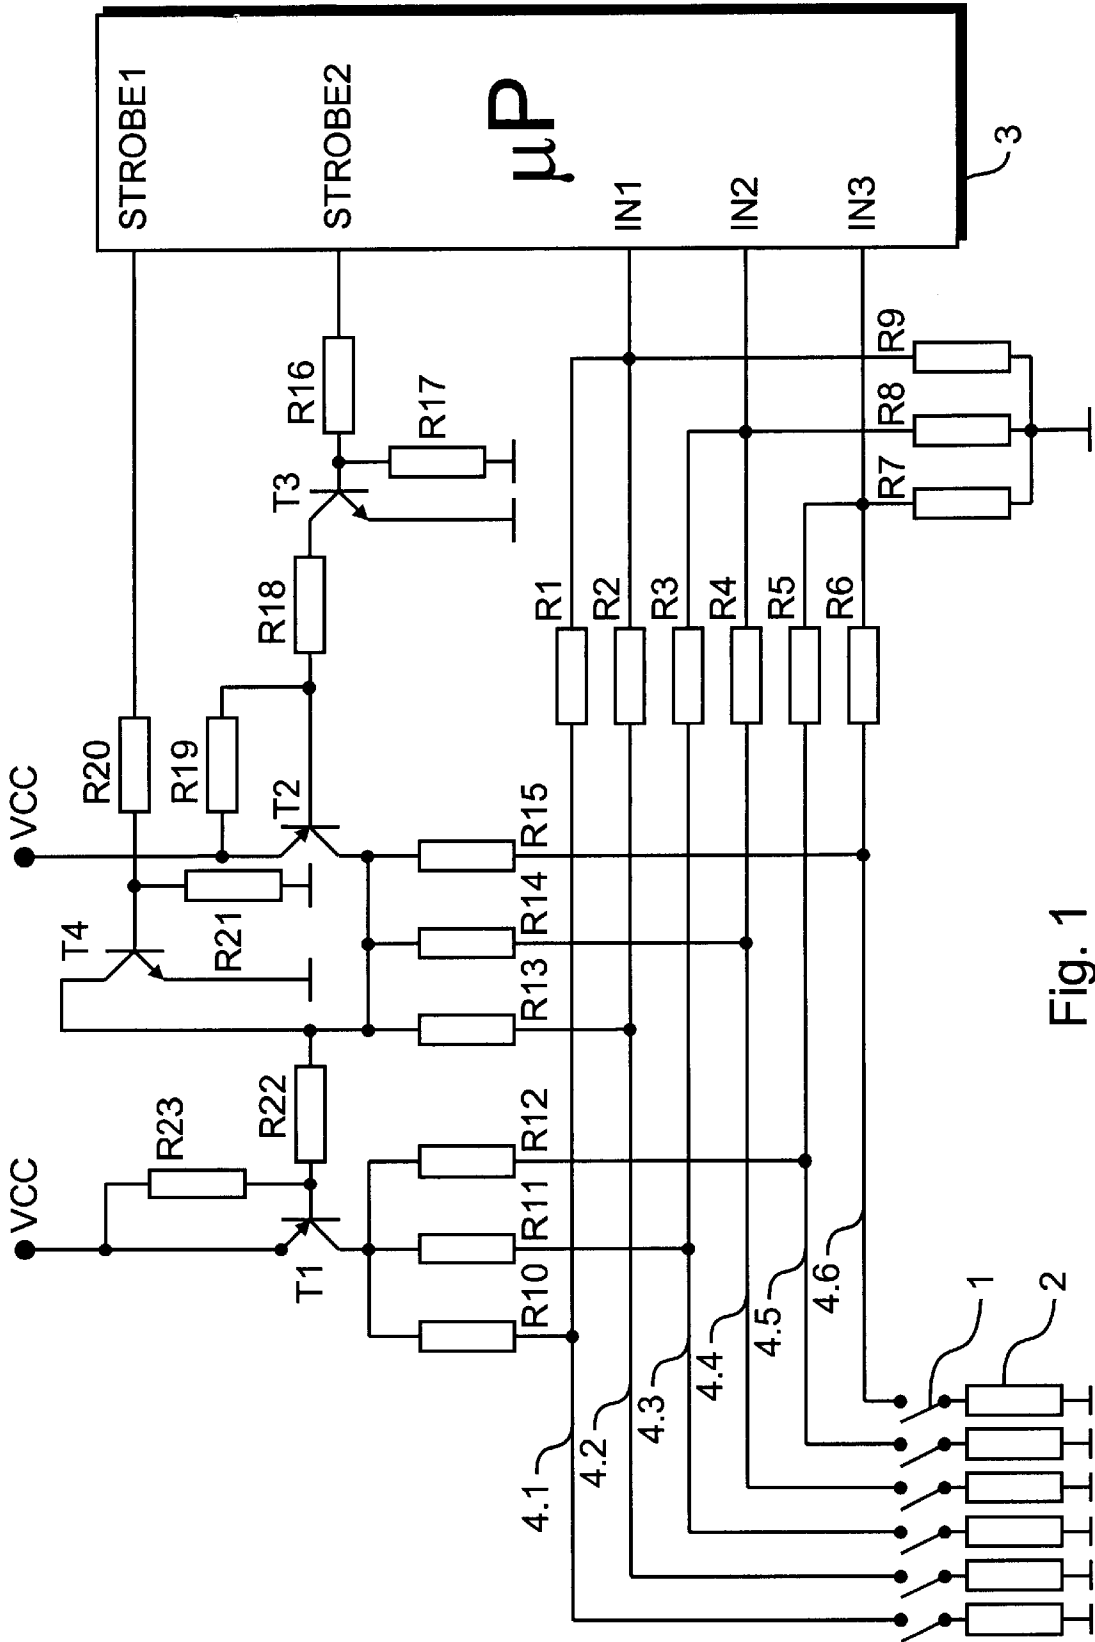 VCC
VCC
R23
R22
T1
T4
R20
R21
R19
T2
R18
T3
R16
R17
STROBE1
STROBE2
µP
IN1
IN2
IN3
3
R10
R11
R12
R13
R14
R15
R1
R2
R3
R4
R5
R6
R7
R8
R9
4.1
4.2
4.3
4.4
4.5
4.6
1
2
Fig. 1